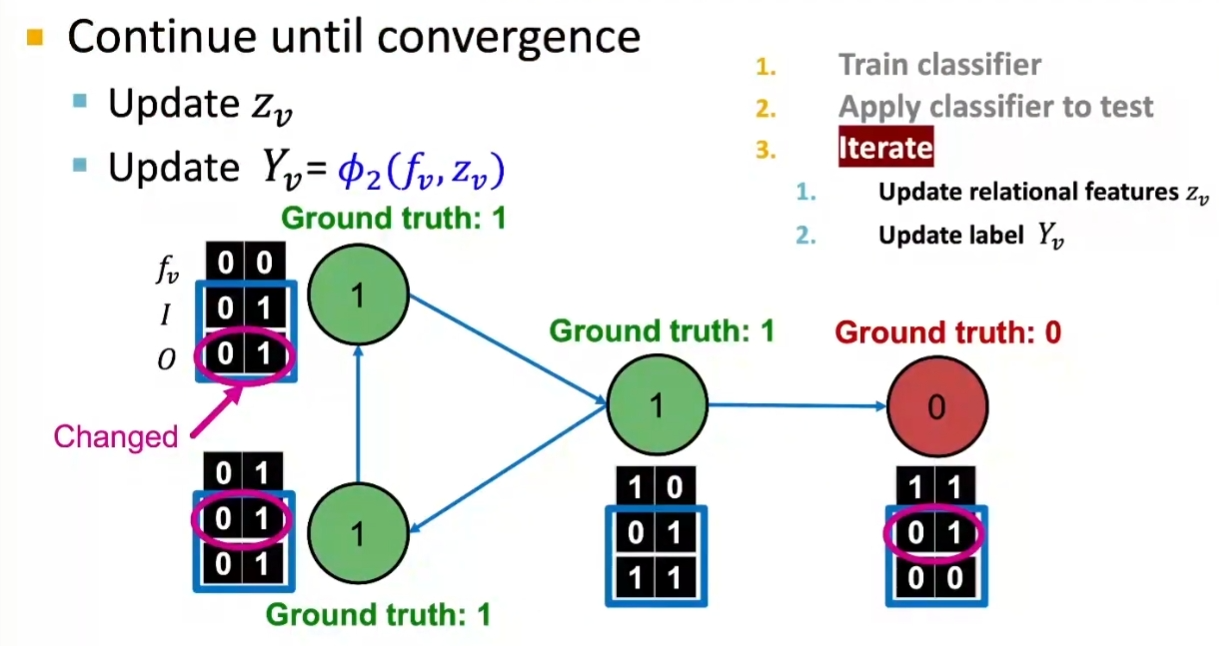 Continue until convergence
Update z_v
Update Y_v= ϕ_2(f_v, z_v)
1. Train classifier
2. Apply classifier to test
3. Iterate
1. Update relational features z_v
2. Update label Y_v
Ground truth: 1
f_v 0 0
I 0 1
O 0 1
1
Changed
0 1
0 1
0 1
1
Ground truth: 1
Ground truth: 1
1
1 0
0 1
1 1
Ground truth: 0
0
1 1
0 1
0 0